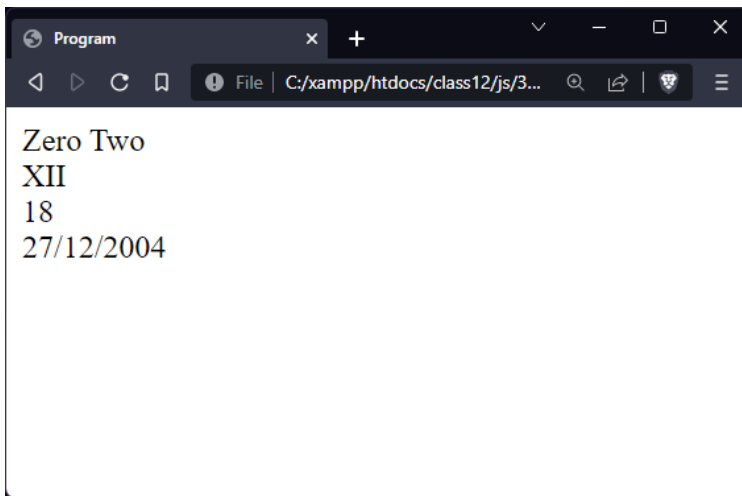 Program
File C:/xampp/htdocs/class12/js/3...
Zero Two
XII
18
27/12/2004